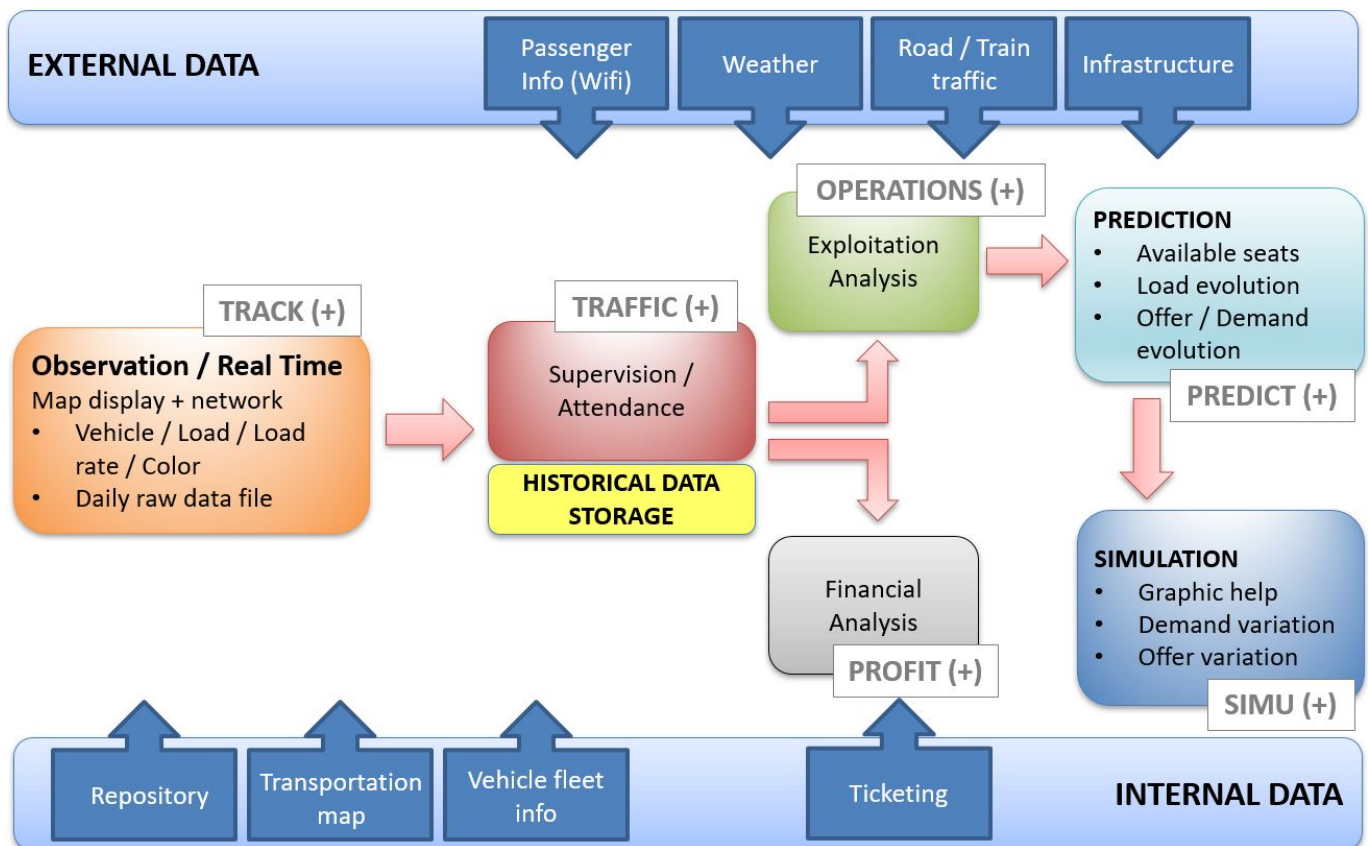 EXTERNAL DATA
Passenger
Info (Wifi)
Weather
Road / Train
traffic
Infrastructure
TRACK (+)
Observation / Real Time
Map display + network
• Vehicle / Load / Load
rate / Color
• Daily raw data file
TRAFFIC (+)
Supervision /
Attendance
HISTORICAL DATA
STORAGE
OPERATIONS (+)
Exploitation
Analysis
Financial
Analysis
PROFIT (+)
PREDICTION
• Available seats
• Load evolution
• Offer / Demand
evolution
PREDICT (+)
SIMULATION
• Graphic help
• Demand variation
• Offer variation
SIMU (+)
Repository
Transportation
map
Vehicle fleet
info
Ticketing
INTERNAL DATA